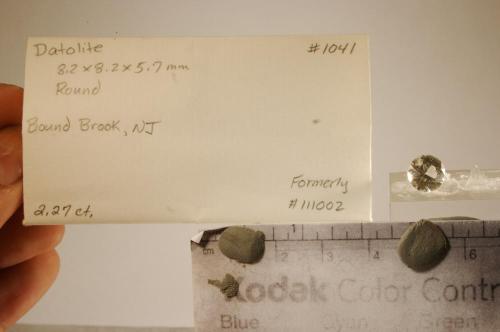 Datolite #1041
8.2 x 8.2 x 5.7 mm
Round
Bound Brook, NJ
Formerly
2.27 ct. #111002
1
cm 2 3 4 6
Kodak Color Contr
Blue Cyan Green